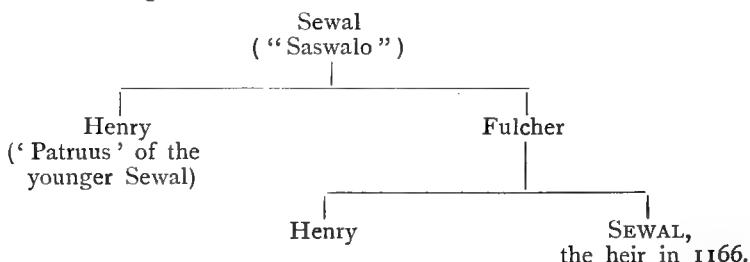 Sewal
( “ Saswalo ” )
Henry
(‘ Patruus ’ of the
younger Sewal)
Fulcher
Henry
SEWAL,
the heir in 1166.